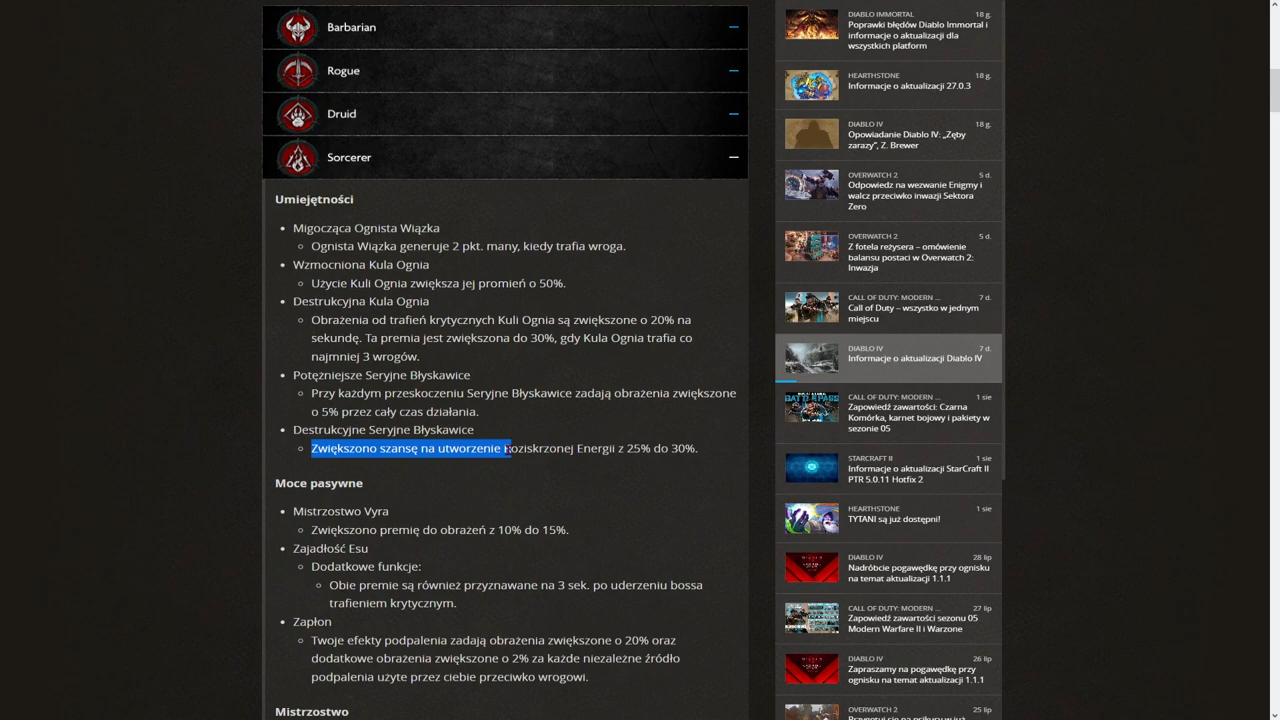 Barbarian
Rogue
Druid
Sorcerer
Umiejętności
Migocząca Ognista Wiązka
Ognista Wiązka generuje 2 pkt. many, kiedy trafia wroga.
Wzmocniona Kula Ognia
Użycie Kuli Ognia zwiększa jej promień o 50%.
Destrukcyjna Kula Ognia
Obrażenia od trafień krytycznych Kuli Ognia są zwiększone o 20% na
sekundę. Ta premia jest zwiększona do 30%, gdy Kula Ognia trafia co
najmniej 3 wrogów.
Potężniejsze Seryjne Błyskawice
Przy każdym przeskoczeniu Seryjne Błyskawice zadają obrażenia zwiększone
o 5% przez cały czas działania.
Destrukcyjne Seryjne Błyskawice
Zwiększono szansę na utworzenie Roziskrzonej Energii z 25% do 30%.
Moce pasywne
Mistrzostwo Vyra
Zwiększono premię do obrażeń z 10% do 15%.
Zajadłość Esu
Dodatkowe funkcje:
Obie premie są również przyznawane na 3 sek. po uderzeniu bossa
trafieniem krytycznym.
Zapłon
Twoje efekty podpalenia zadają obrażenia zwiększone o 20% oraz
dodatkowe obrażenia zwiększone o 2% za każde niezależne źródło
podpalenia użyte przez ciebie przeciwko wrogowi.
Mistrzostwo
DIABLO IMMORTAL 18 g.
Poprawki błędów Diablo Immortal i
informacje o aktualizacji dla
wszystkich platform
HEARTHSTONE 18 g.
Informacje o aktualizacji 27.0.3
DIABLO IV 18 g.
Opowiadanie Diablo IV: „Zęby
zarazy”, Z. Brewer
OVERWATCH 2 5 d.
Odpowiedz na wezwanie Enigmy i
walcz przeciwko inwazji Sektora
Zero
OVERWATCH 2 5 d.
Z fotela reżysera – omówienie
balansu postaci w Overwatch 2:
Inwazja
CALL OF DUTY: MODERN ... 7 d.
Call of Duty – wszystko w jednym
miejscu
DIABLO IV 7 d.
Informacje o aktualizacji Diablo IV
CALL OF DUTY: MODERN ... 1 sie
Zapowiedź zawartości: Czarna
Komórka, karnet bojowy i pakiety w
sezonie 05
STARCRAFT II 1 sie
Informacje o aktualizacji StarCraft II
PTR 5.0.11 Hotfix 2
HEARTHSTONE 1 sie
TYTANI są już dostępni!
DIABLO IV 28 lip
Nadróbcie pogawędkę przy ognisku
na temat aktualizacji 1.1.1
CALL OF DUTY: MODERN ... 27 lip
Zapowiedź zawartości sezonu 05
Modern Warfare II i Warzone
DIABLO IV 26 lip
Zapraszamy na pogawędkę przy
ognisku na temat aktualizacji 1.1.1
OVERWATCH 2 25 lip